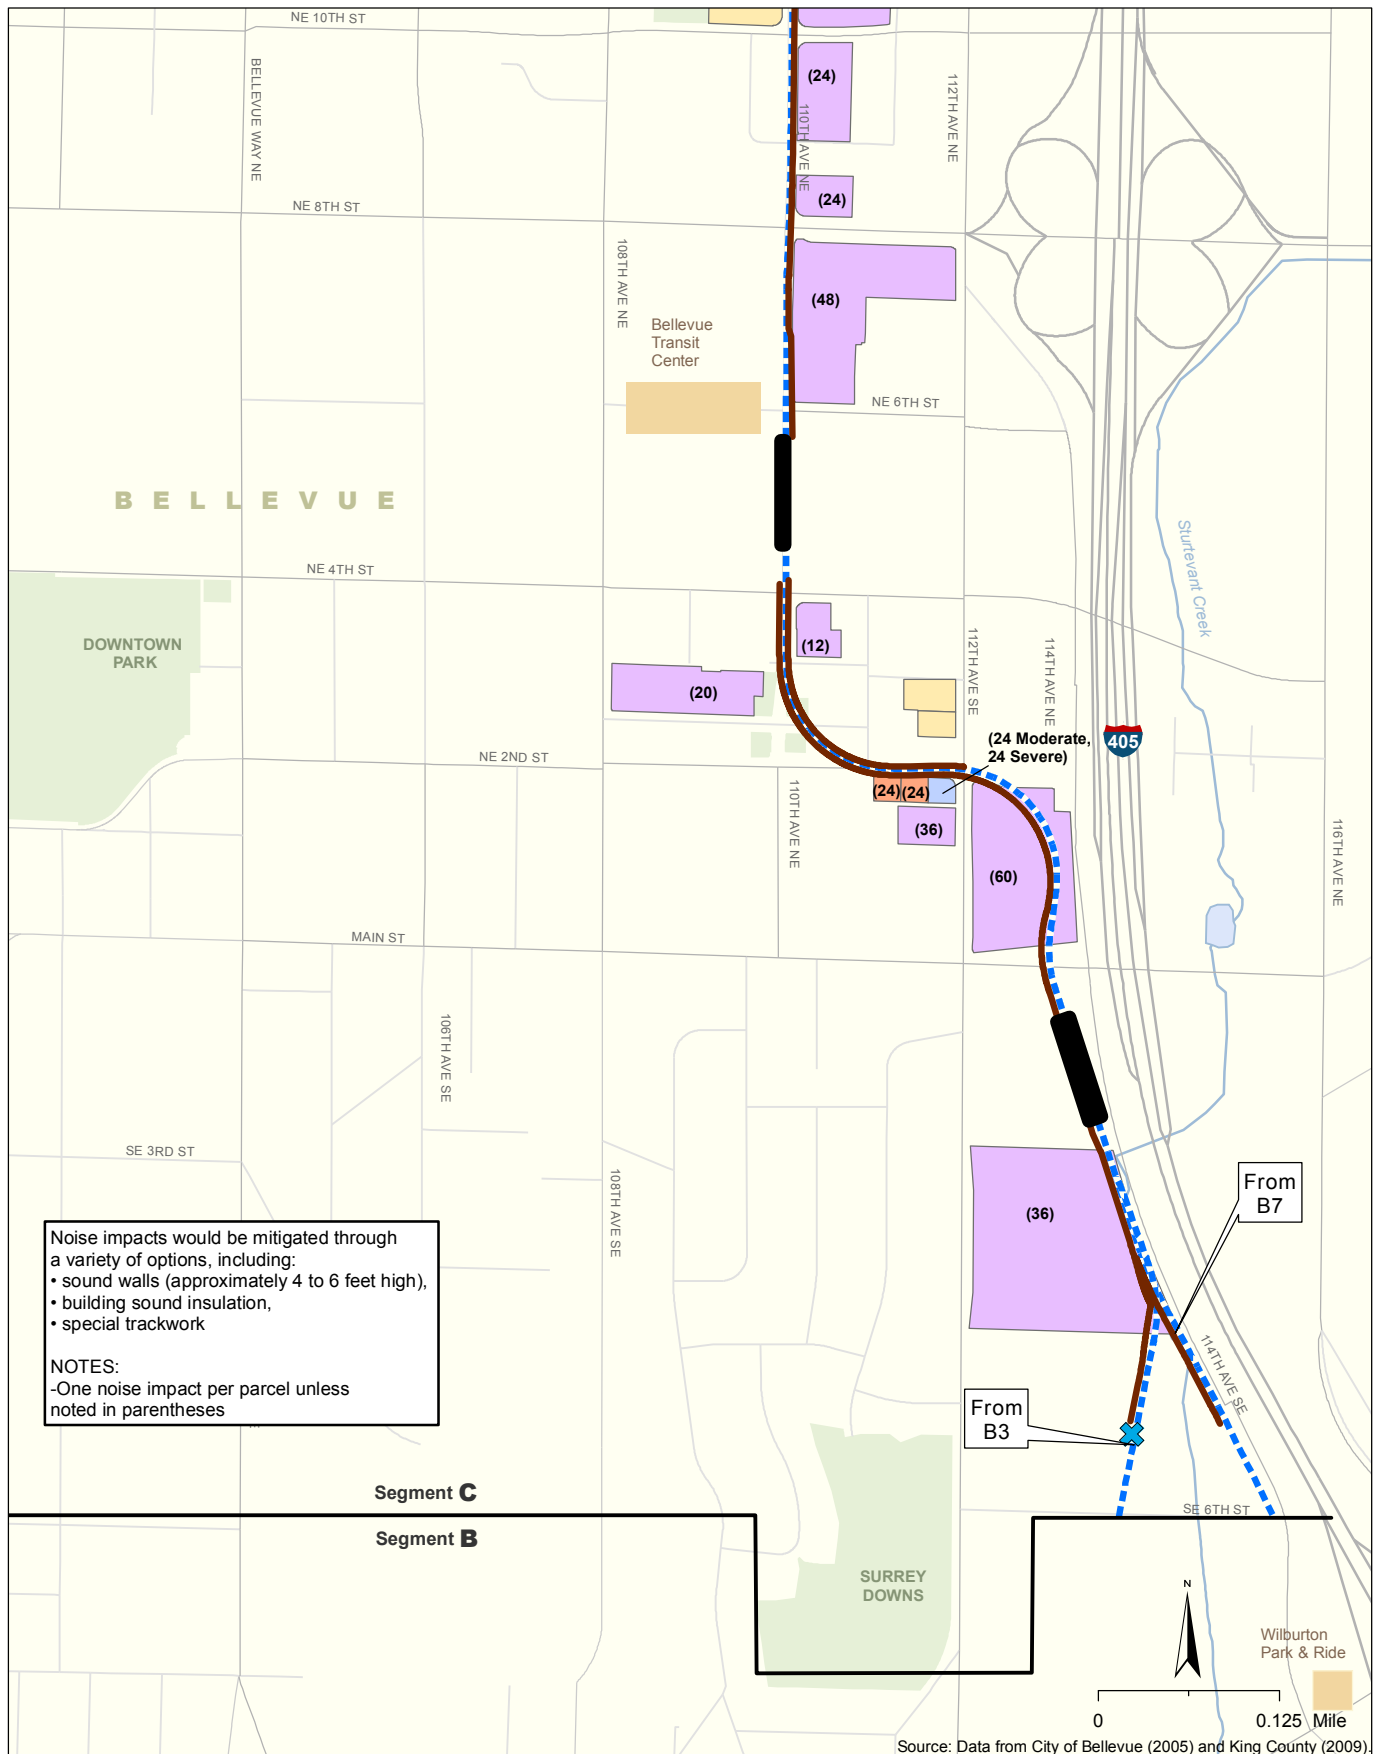 NE 10TH ST
BELLEVUE WAY NE
(24)
110TH AVE NE
112TH AVE NE
(24)
NE 8TH ST
108TH AVE NE
(48)
Bellevue
Transit
Center
NE 6TH ST
BELLEVUE
Sturtevant Creek
NE 4TH ST
DOWNTOWN
PARK
(12)
112TH AVE SE
114TH AVE NE
(20)
405
(24 Moderate,
24 Severe)
NE 2ND ST
(24)
(24)
(36)
110TH AVE NE
116TH AVE NE
(60)
MAIN ST
106TH AVE SE
SE 3RD ST
108TH AVE SE
(36)
From
B7
Noise impacts would be mitigated through
a variety of options, including:
• sound walls (approximately 4 to 6 feet high),
• building sound insulation,
• special trackwork
NOTES:
-One noise impact per parcel unless
noted in parentheses
114TH AVE SE
From
B3
Segment C
SE 6TH ST
Segment B
SURREY
DOWNS
N
Wilburton
Park & Ride
0 0.125 Mile
Source: Data from City of Bellevue (2005) and King County (2009).